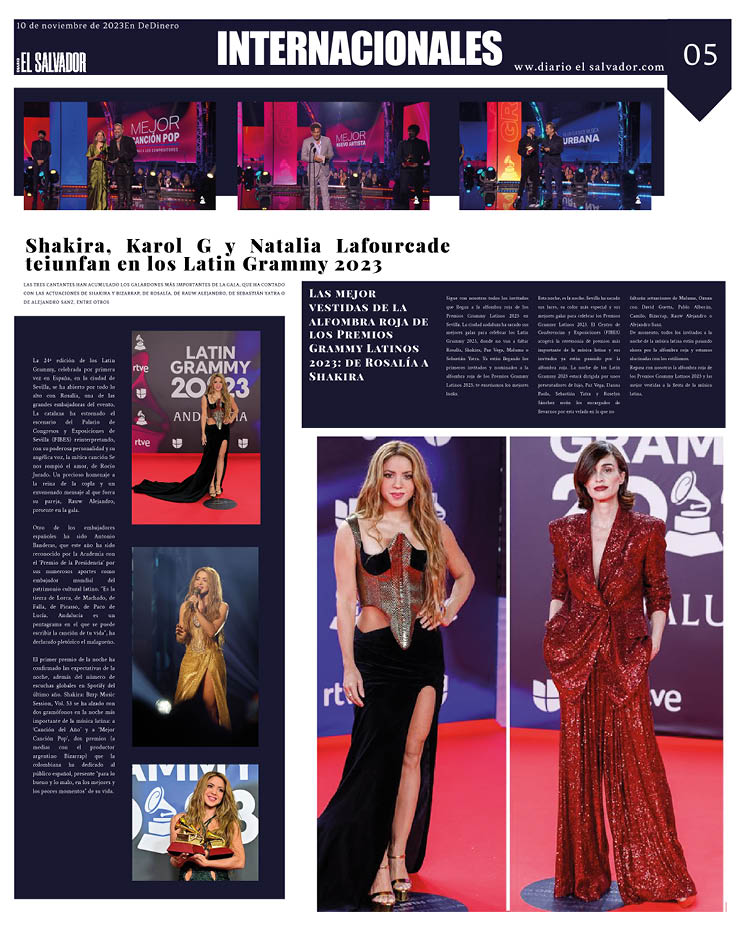 10 de noviembre de 2023En DeDinero
DIARIO
EL SALVADOR
INTERNACIONALES
ww.diario el salvador.com
05
MEJOR
CANCIÓN POP
MEJOR
NUEVO ARTISTA
URBANA
Shakira, Karol G y Natalia Lafourcade
teiunfan en los Latin Grammy 2023
LAS TRES CANTANTES HAN ACUMULADO LOS GALARDONES MÁS IMPORTANTES DE LA GALA, QUE HA CONTADO
CON LAS ACTUACIONES DE SHAKIRA Y BIZARRAP, DE ROSALÍA, DE RAUW ALEJANDRO, DE SEBASTIÁN YATRA O
DE ALEJANDRO SANZ, ENTRE OTROS
La 24ª edición de los Latin
Grammy, celebrada por primera
vez en España, en la ciudad de
Sevilla, se ha abierto por todo lo
alto con Rosalía, una de las
grandes embajadoras del evento.
La catalana ha estrenado el
escenario del Palacio de
Congresos y Exposiciones de
Sevilla (FIBES) reinterpretando,
con su poderosa personalidad y su
angélica voz, la mítica canción Se
nos rompió el amor, de Rocío
Jurado. Un precioso homenaje a
la reina de la copla y un
envenenado mensaje al que fuera
su pareja, Rauw Alejandro,
presente en la gala.
Otro de los embajadores
españoles ha sido Antonio
Banderas, que este año ha sido
reconocido por la Academia con
el 'Premio de la Presidencia' por
sus numerosos aportes como
embajador mundial del
patrimonio cultural latino. "Es la
tierra de Lorca, de Machado, de
Falla, de Picasso, de Paco de
Lucía. Andalucía es un
pentagrama en el que se puede
escribir la canción de tu vida", ha
declarado pletórico el malagueño.
El primer premio de la noche ha
confirmado las expectativas de la
noche, además del número de
escuchas globales en Spotify del
último año. Shakira: Bzrp Music
Session, Vol. 53 se ha alzado con
dos gramófonos en la noche más
importante de la música latina: a
'Canción del Año' y a 'Mejor
Canción Pop', dos premios (a
medias con el productor
argentino Bizarrap) que la
colombiana ha dedicado al
público español, presente "para lo
bueno y lo malo, en los mejores y
los peores momentos" de su vida.
rtve
LATIN
GRAMMY
2023
ANDALUCIA
rtve
Las mejor
vestidas de la
alfombra roja de
los Premios
Grammy Latinos
2023: de Rosalía a
Shakira
Sigue con nosotros todos los invitados
que llegan a la alfombra roja de los
Premios Grammy Latinos 2023 en
Sevilla. La ciudad andaluza ha sacado sus
mejores galas para celebrar los Latin
Grammy 2023, donde no van a faltar
Rosalía, Shakira, Paz Vega, Maluma o
Sebastián Yatra. Ya están llegando los
primeros invitados y nominados a la
alfombra roja de los Premios Grammy
Latinos 2023, te enseñamos los mejores
looks.
Esta noche, es la noche. Sevilla ha sacado
sus luces, su color más especial y sus
mejores galas para celebrar los Premios
Grammy Latinos 2023. El Centro de
Conferencias y Exposiciones (FIBES)
acogerá la ceremonia de premios más
importante de la música latina y sus
invitados ya están posando por la
alfombra roja. La noche de los Latin
Grammy 2023 estará dirigida por unos
presentadores de lujo, Paz Vega, Danna
Paola, Sebastián Yatra y Roselyn
Sánchez serán los encargados de
llevarnos por esta velada en la que no
faltarán actuaciones de Maluma, Ozuna
con David Guetta, Pablo Alborán,
Camilo, Bizarrap, Rauw Alejandro o
Alejandro Sanz.
De momento, todos los invitados a la
noche de la música latina están pasando
ahora por la alfombra roja y estamos
alucinadas con los estilismos.
Repasa con nosotras la alfombra roja de
los Premios Grammy Latinos 2023 y las
mejor vestidas a la fiesta de la música
latina.